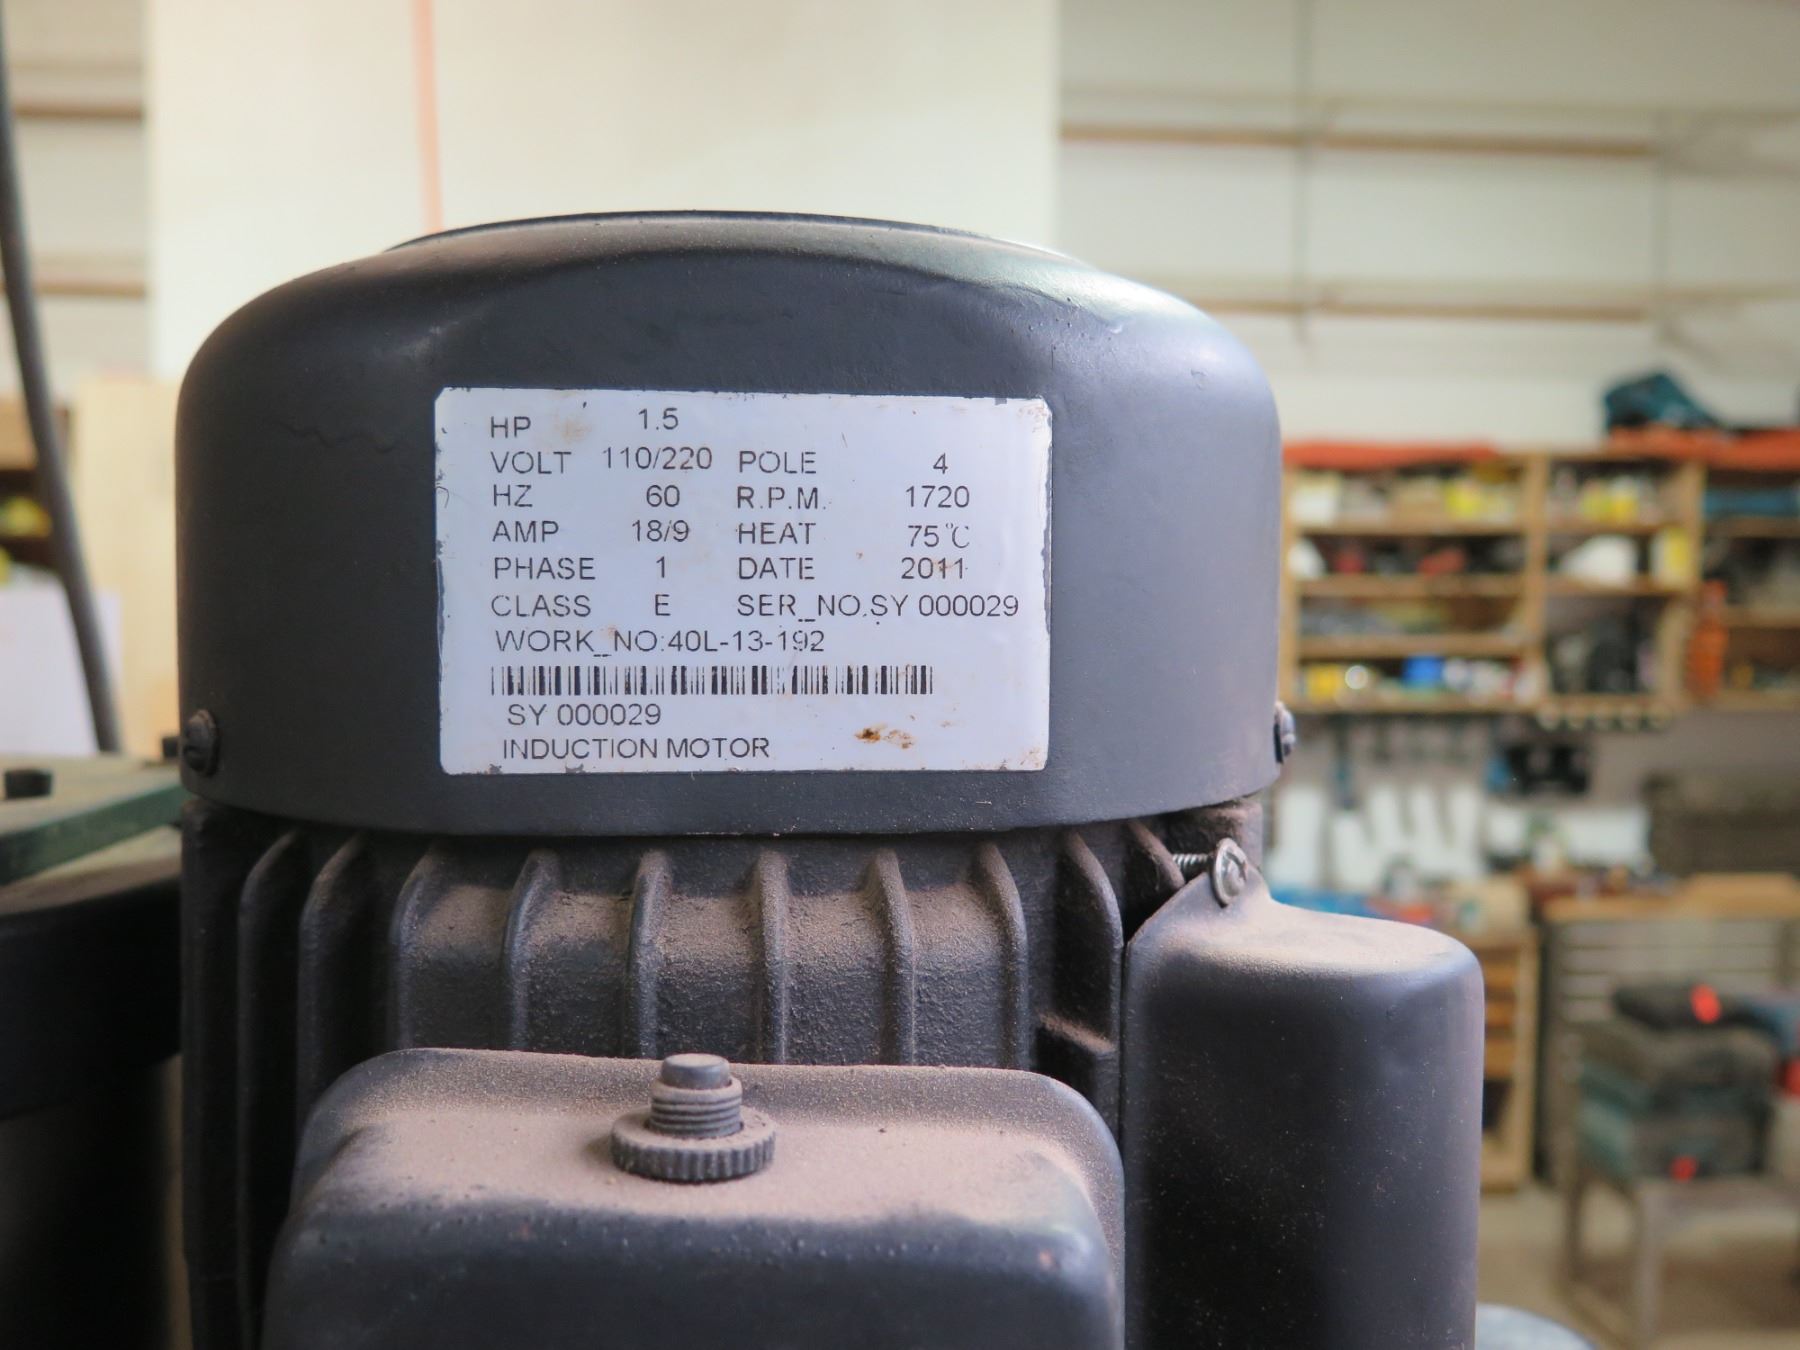 HP 1.5
VOLT 110/220 POLE 4
HZ 60 R.P.M. 1720
AMP 18/9 HEAT 75℃
PHASE 1 DATE 2011
CLASS E SER_NO.SY 000029
WORK_NO:40L-13-192
SY 000029
INDUCTION MOTOR